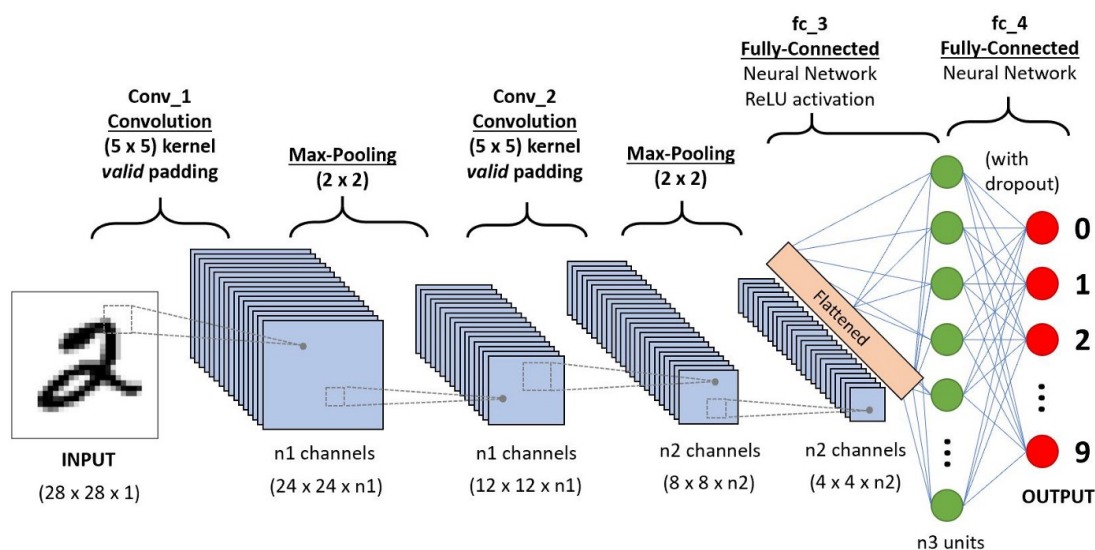 fc_3
Fully-Connected
Neural Network
ReLU activation
fc_4
Fully-Connected
Neural Network
Conv_1
Convolution
(5 x 5) kernel
valid padding
Max-Pooling
(2 x 2)
Conv_2
Convolution
(5 x 5) kernel
valid padding
Max-Pooling
(2 x 2)
(with
dropout)
Flattened
0
1
2
...
9
...
INPUT
(28 x 28 x 1)
n1 channels
(24 x 24 x n1)
n1 channels
(12 x 12 x n1)
n2 channels
(8 x 8 x n2)
n2 channels
(4 x 4 x n2)
OUTPUT
n3 units
2